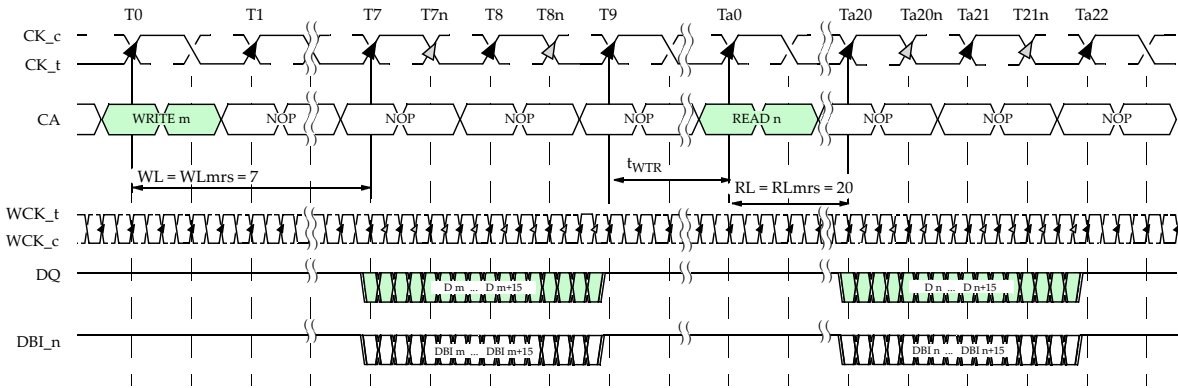 T0 T1 T7 T7n T8 T8n T9 Ta0 Ta20 Ta20n Ta21 T21n Ta22
CK_c
CK_t
CA WRITE m NOP NOP NOP NOP READ n NOP NOP NOP
WL = WLmrs = 7 tWTR RL = RLmrs = 20
WCK_t
WCK_c
DQ D m ... D m+15 D n ... D n+15
DBI_n DBI m ... DBI m+15 DBI n ... DBI n+15